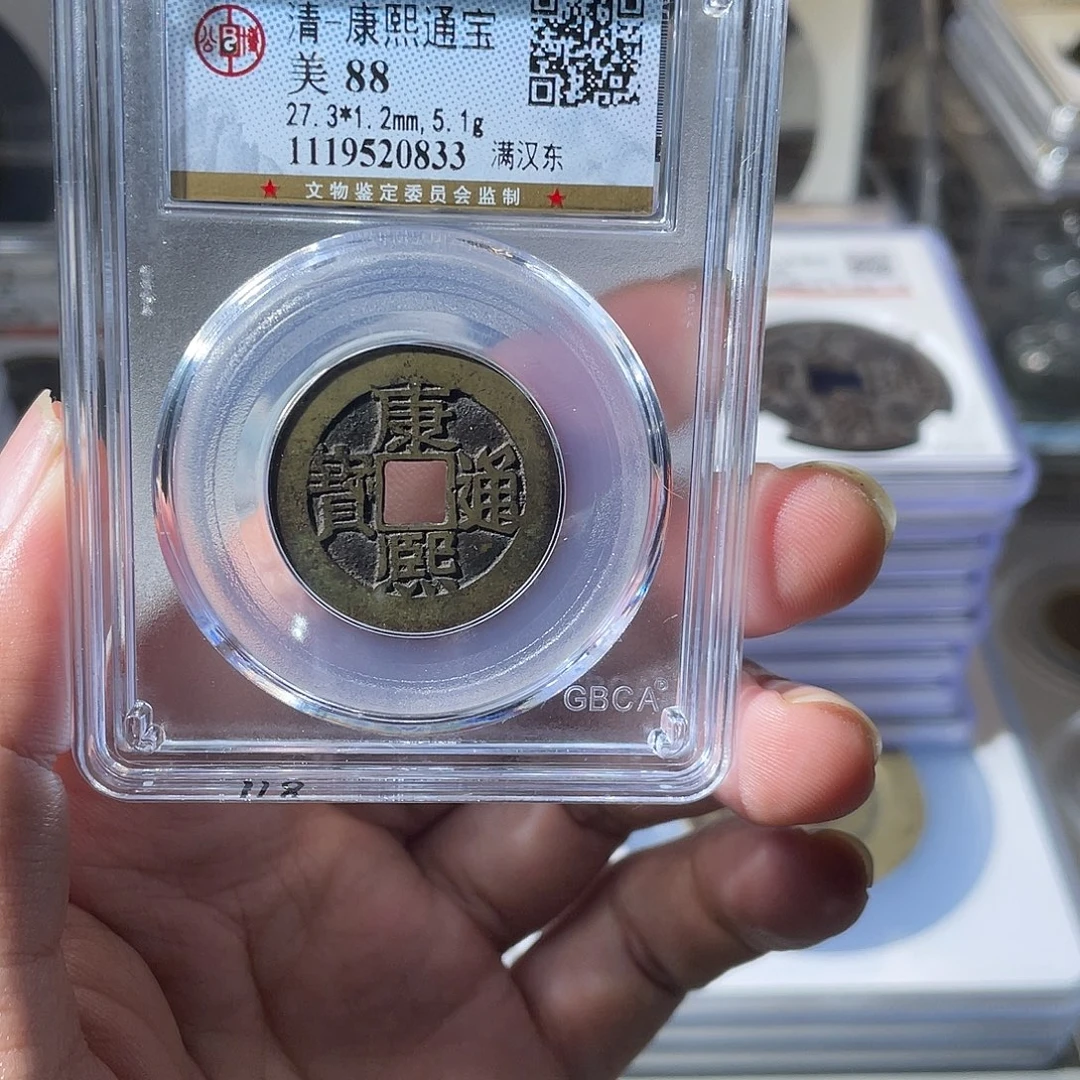 清-康熙通宝
美 88
27.3*1.2mm,5.1g
1119520833 满汉东
★ 文物鉴定委员会监制 ★
康
寶 通
熙
GBCA
118